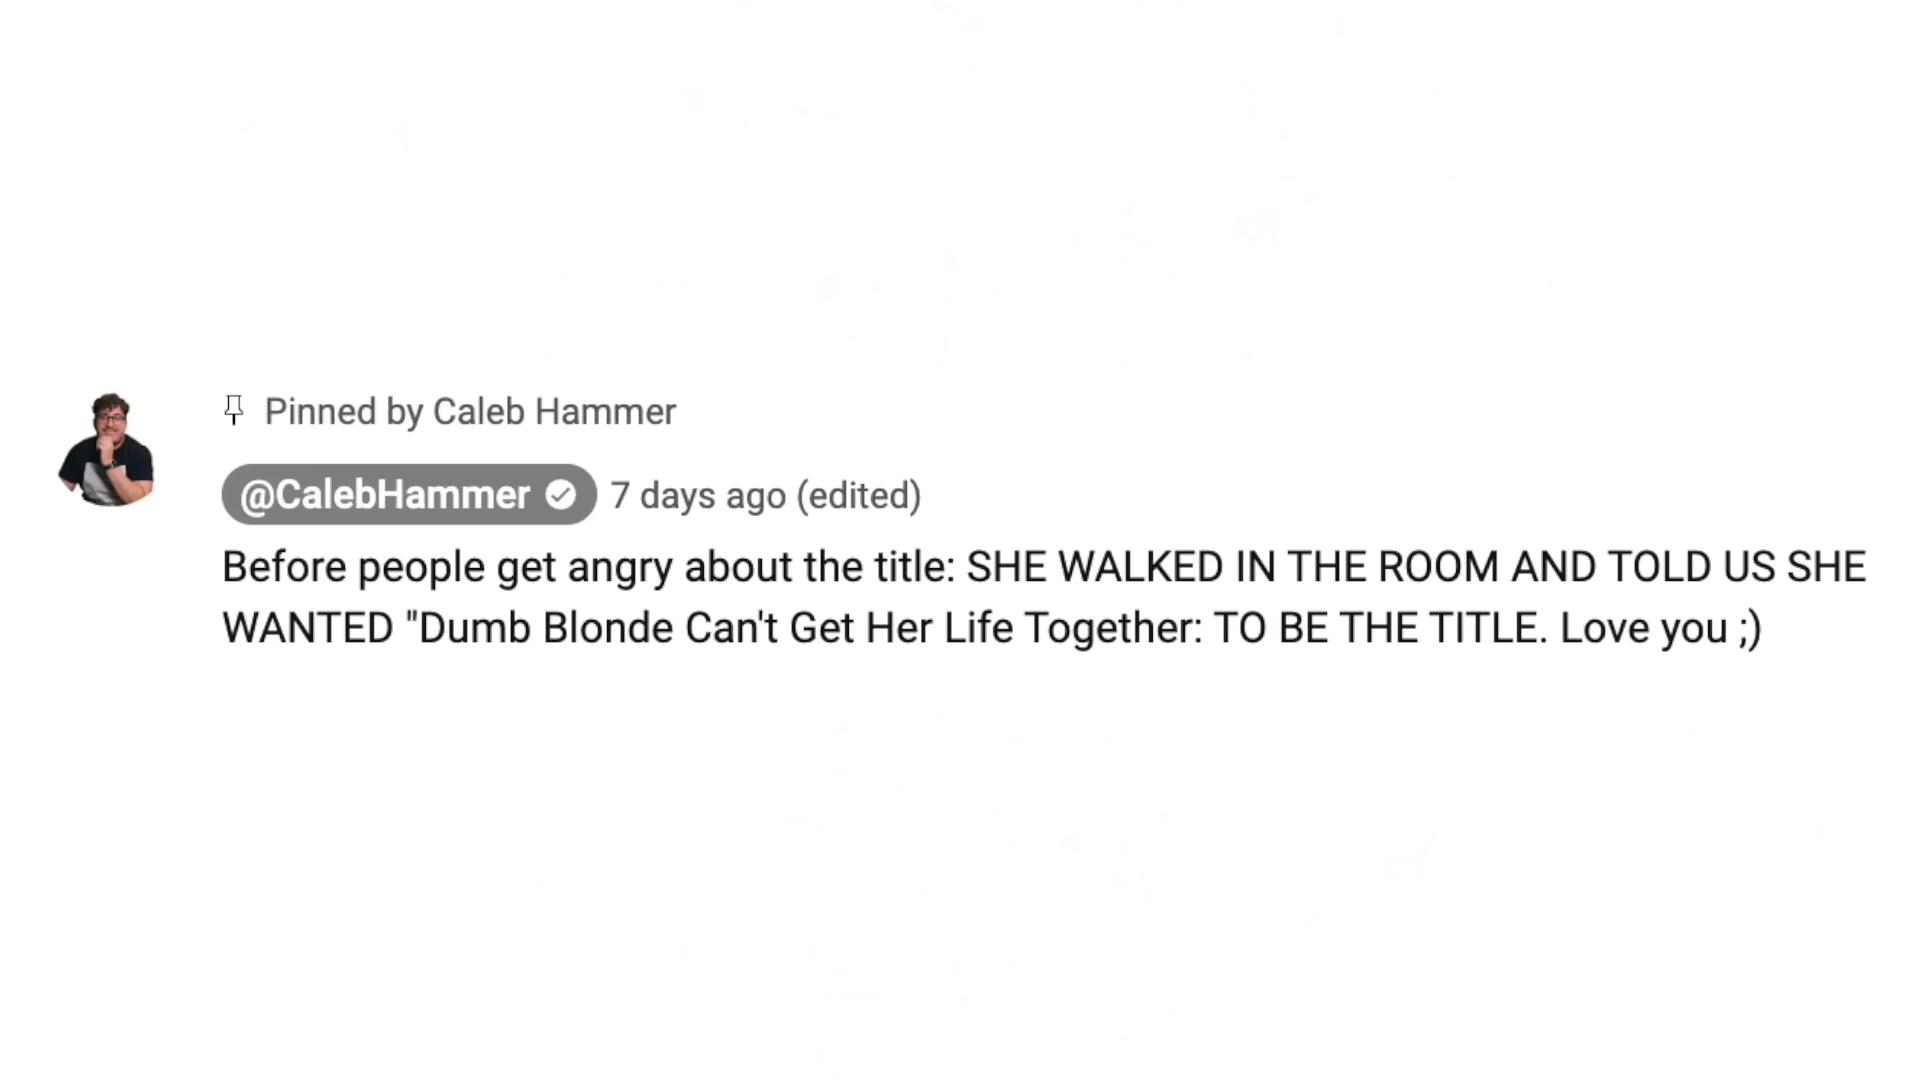 Pinned by Caleb Hammer
@CalebHammer 7 days ago (edited)
Before people get angry about the title: SHE WALKED IN THE ROOM AND TOLD US SHE
WANTED "Dumb Blonde Can't Get Her Life Together: TO BE THE TITLE. Love you ;)